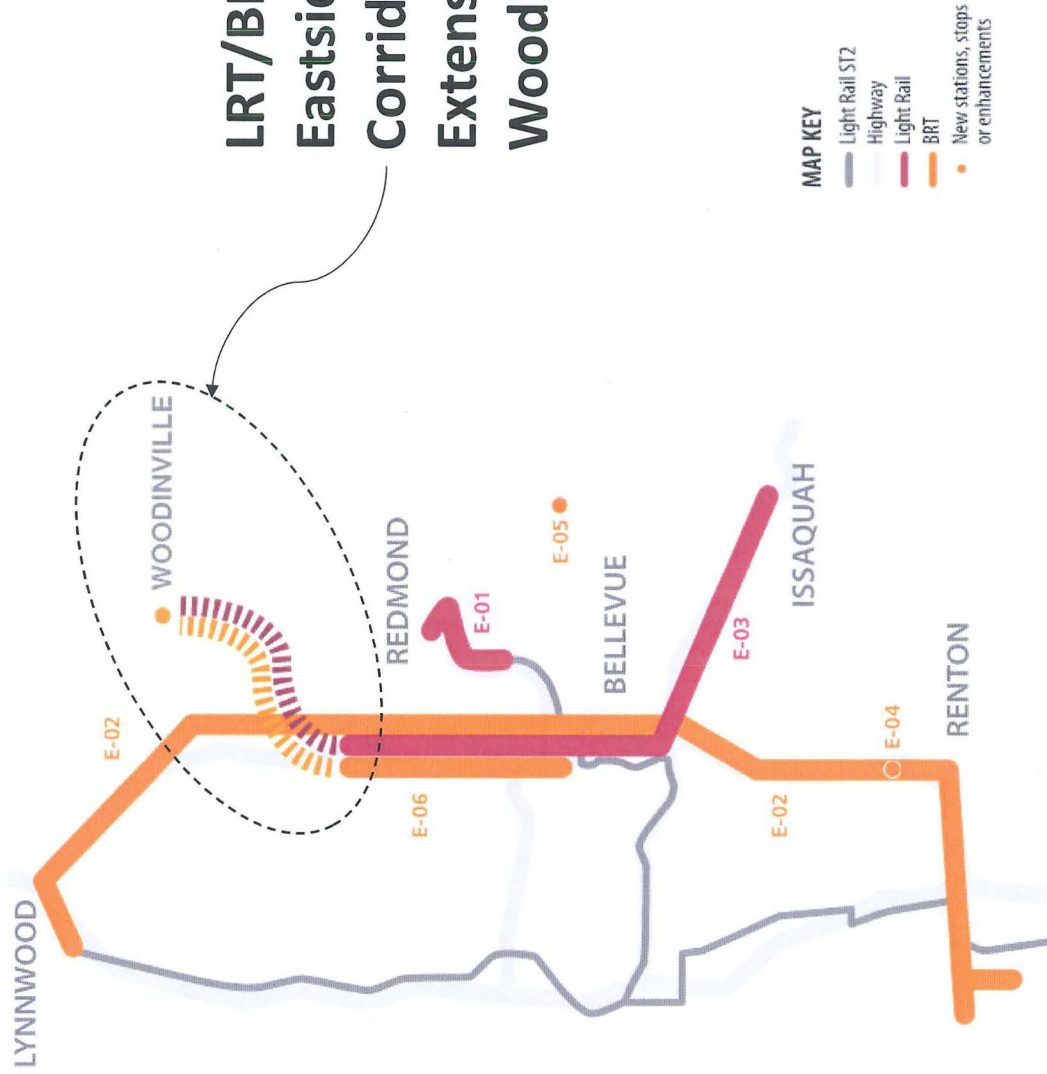 LRT/B
Eastsi
Corrid
Extens
Wood
LYNNWOOD
E-02
WOODINVILLE
REDMOND
E-01
E-06
E-05
BELLEVUE
E-03
ISSAQUAH
E-02
E-04
RENTON
MAP KEY
Light Rail ST2
Highway
Light Rail
BRT
New stations, stops
or enhancements